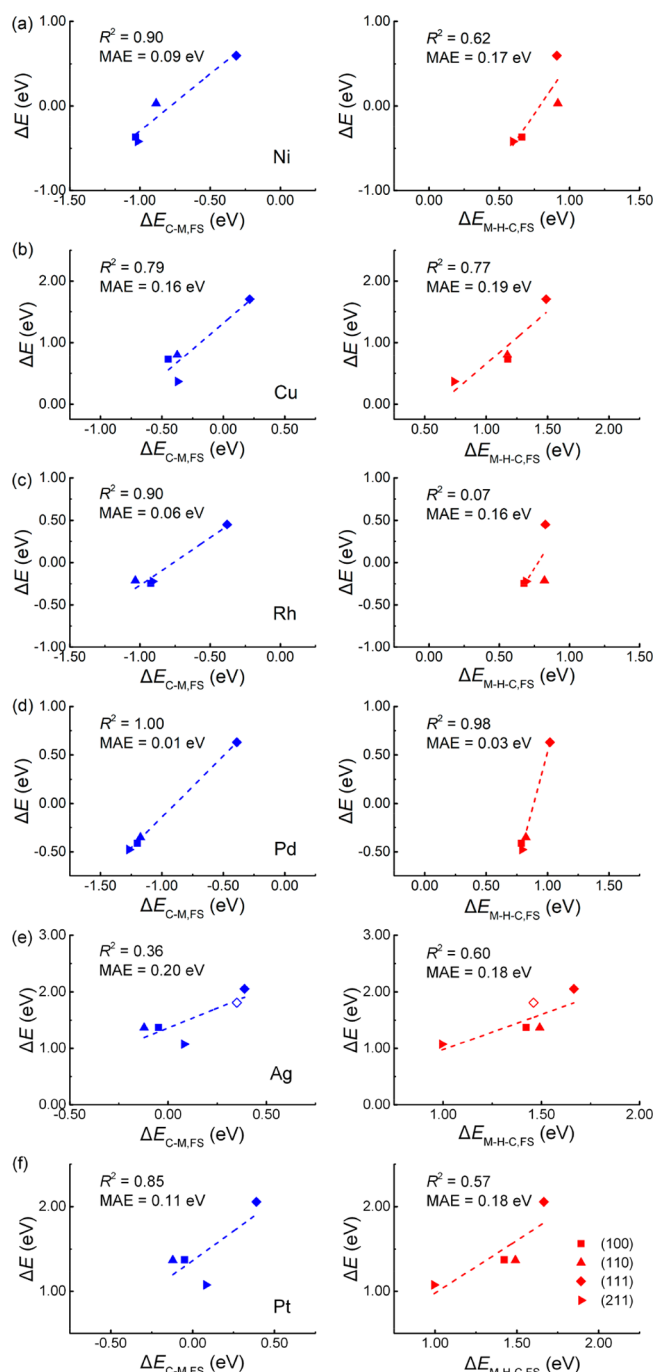 (a)
1.00
0.00
-1.00
ΔE (eV)
R² = 0.90
MAE = 0.09 eV
Ni
-1.50 -1.00 -0.50 0.00
ΔE_C-M,FS (eV)
1.00
0.00
-1.00
ΔE (eV)
R² = 0.62
MAE = 0.17 eV
0.00 0.50 1.00 1.50
ΔE_M-H-C,FS (eV)
(b)
2.00
1.00
0.00
ΔE (eV)
R² = 0.79
MAE = 0.16 eV
Cu
-1.00 -0.50 0.00 0.50
ΔE_C-M,FS (eV)
2.00
1.00
0.00
ΔE (eV)
R² = 0.77
MAE = 0.19 eV
0.50 1.00 1.50 2.00
ΔE_M-H-C,FS (eV)
(c)
1.00
0.50
0.00
-0.50
-1.00
ΔE (eV)
R² = 0.90
MAE = 0.06 eV
Rh
-1.50 -1.00 -0.50 0.00
ΔE_C-M,FS (eV)
1.00
0.50
0.00
-0.50
-1.00
ΔE (eV)
R² = 0.07
MAE = 0.16 eV
0.00 0.50 1.00 1.50
ΔE_M-H-C,FS (eV)
(d)
1.00
0.50
0.00
-0.50
ΔE (eV)
R² = 1.00
MAE = 0.01 eV
Pd
-1.50 -1.00 -0.50 0.00
ΔE_C-M,FS (eV)
1.00
0.50
0.00
-0.50
ΔE (eV)
R² = 0.98
MAE = 0.03 eV
0.00 0.50 1.00 1.50
ΔE_M-H-C,FS (eV)
(e)
3.00
2.00
1.00
0.00
ΔE (eV)
R² = 0.36
MAE = 0.20 eV
Ag
-0.50 0.00 0.50
ΔE_C-M,FS (eV)
3.00
2.00
1.00
0.00
ΔE (eV)
R² = 0.60
MAE = 0.18 eV
1.00 1.50 2.00
ΔE_M-H-C,FS (eV)
(f)
2.00
1.00
ΔE (eV)
R² = 0.85
MAE = 0.11 eV
Pt
-0.50 0.00 0.50
ΔE_C-M,FS (eV)
2.00
1.00
ΔE (eV)
R² = 0.57
MAE = 0.18 eV
(100)
(110)
(111)
(211)
1.00 1.50 2.00
ΔE_M-H-C,FS (eV)